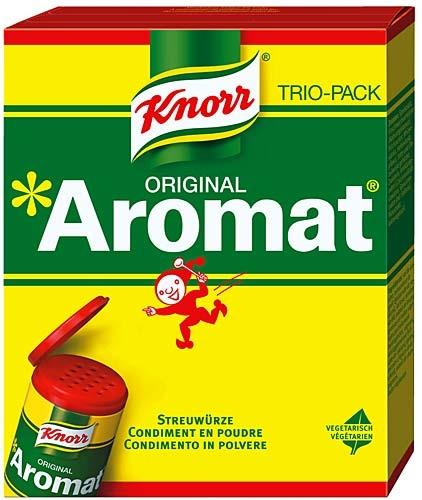 Knorr®
TRIO-PACK
ORIGINAL
*Aromat®
Knorr
ORIGINAL
*Aromat
STREUWÜRZE
CONDIMENT EN POUDRE
CONDIMENTO IN POLVERE
VEGETARISCH
VÉGÉTARIEN